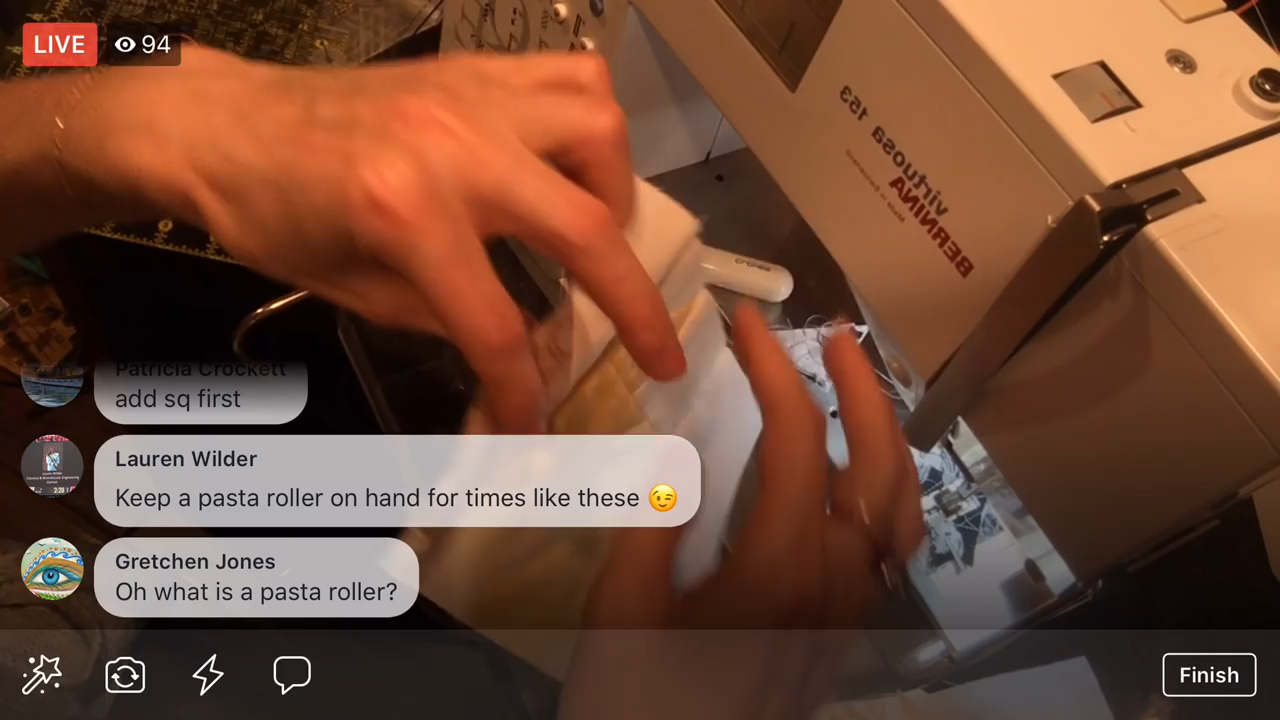 LIVE 94
virtuosa 153
BERNINA
Patricia Crockett
add sq first
Lauren Wilder
Keep a pasta roller on hand for times like these 😉
Gretchen Jones
Oh what is a pasta roller?
Finish